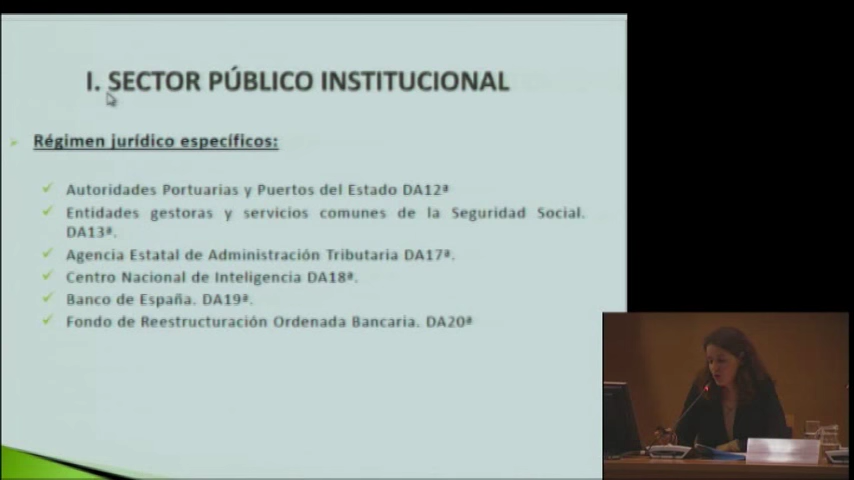 I. SECTOR PÚBLICO INSTITUCIONAL
Régimen jurídico específicos:
Autoridades Portuarias y Puertos del Estado DA12ª
Entidades gestoras y servicios comunes de la Seguridad Social.
DA13ª.
Agencia Estatal de Administración Tributaria DA17ª.
Centro Nacional de Inteligencia DA18ª.
Banco de España. DA19ª.
Fondo de Reestructuración Ordenada Bancaria. DA20ª